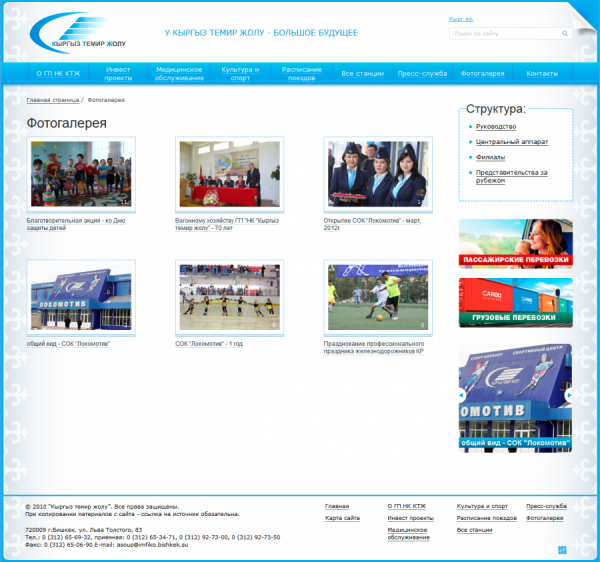 КЫРГЫЗ ТЕМИР ЖОЛУ
У КЫРГЫЗ ТЕМИР ЖОЛУ - БОЛЬШОЕ БУДУЩЕЕ
Кырг яз.
Поиск по сайту
О ГП НК КТЖ
Инвест проекты
Медицинское обслуживание
Культура и спорт
Расписание поездов
Все станции
Пресс-служба
Фотогалерея
Контакты
Главная страница / Фотогалерея
Фотогалерея
Благотворительная акция - ко Дню
защиты детей
Вагонному хозяйству ГП "НК "Кыргыз
темир жолу" - 70 лет
Открытие СОК "Локомотив" - март,
2012г
ЛОКОМОТИВ
общий вид - СОК "Локомотив"
СОК "Локомотив" - 1 год
Празднование профессионального
праздника железнодорожников КР
Структура:
Руководство
Центральный аппарат
Филиалы
Представительства за
рубежом
ПАССАЖИРСКИЕ ПЕРЕВОЗКИ
CARGO
CARGO
ГРУЗОВЫЕ ПЕРЕВОЗКИ
СПОРТИВНЫЙ ЦЕНТР
ОМОТИВ
общий вид - СОК "Локомотив"
© 2010 "Кыргыз темир жолу". Все права защищены.
При копировании материалов с сайта - ссылка на источник обязательна.
720009 г.Бишкек, ул. Льва Толстого, 83
Тел.: 0 (312) 65-69-32, приемная: 0 (312) 65-34-71, 0 (312) 92-73-00, 0 (312) 92-73-50
Факс: 0 (312) 65-06-90 E-mail: asoup@imfiko.bishkek.su
Главная
Карта сайта
О ГП НК КТЖ
Инвест проекты
Медицинское
обслуживание
Культура и спорт
Расписание поездов
Все станции
Пресс-служба
Фотогалерея